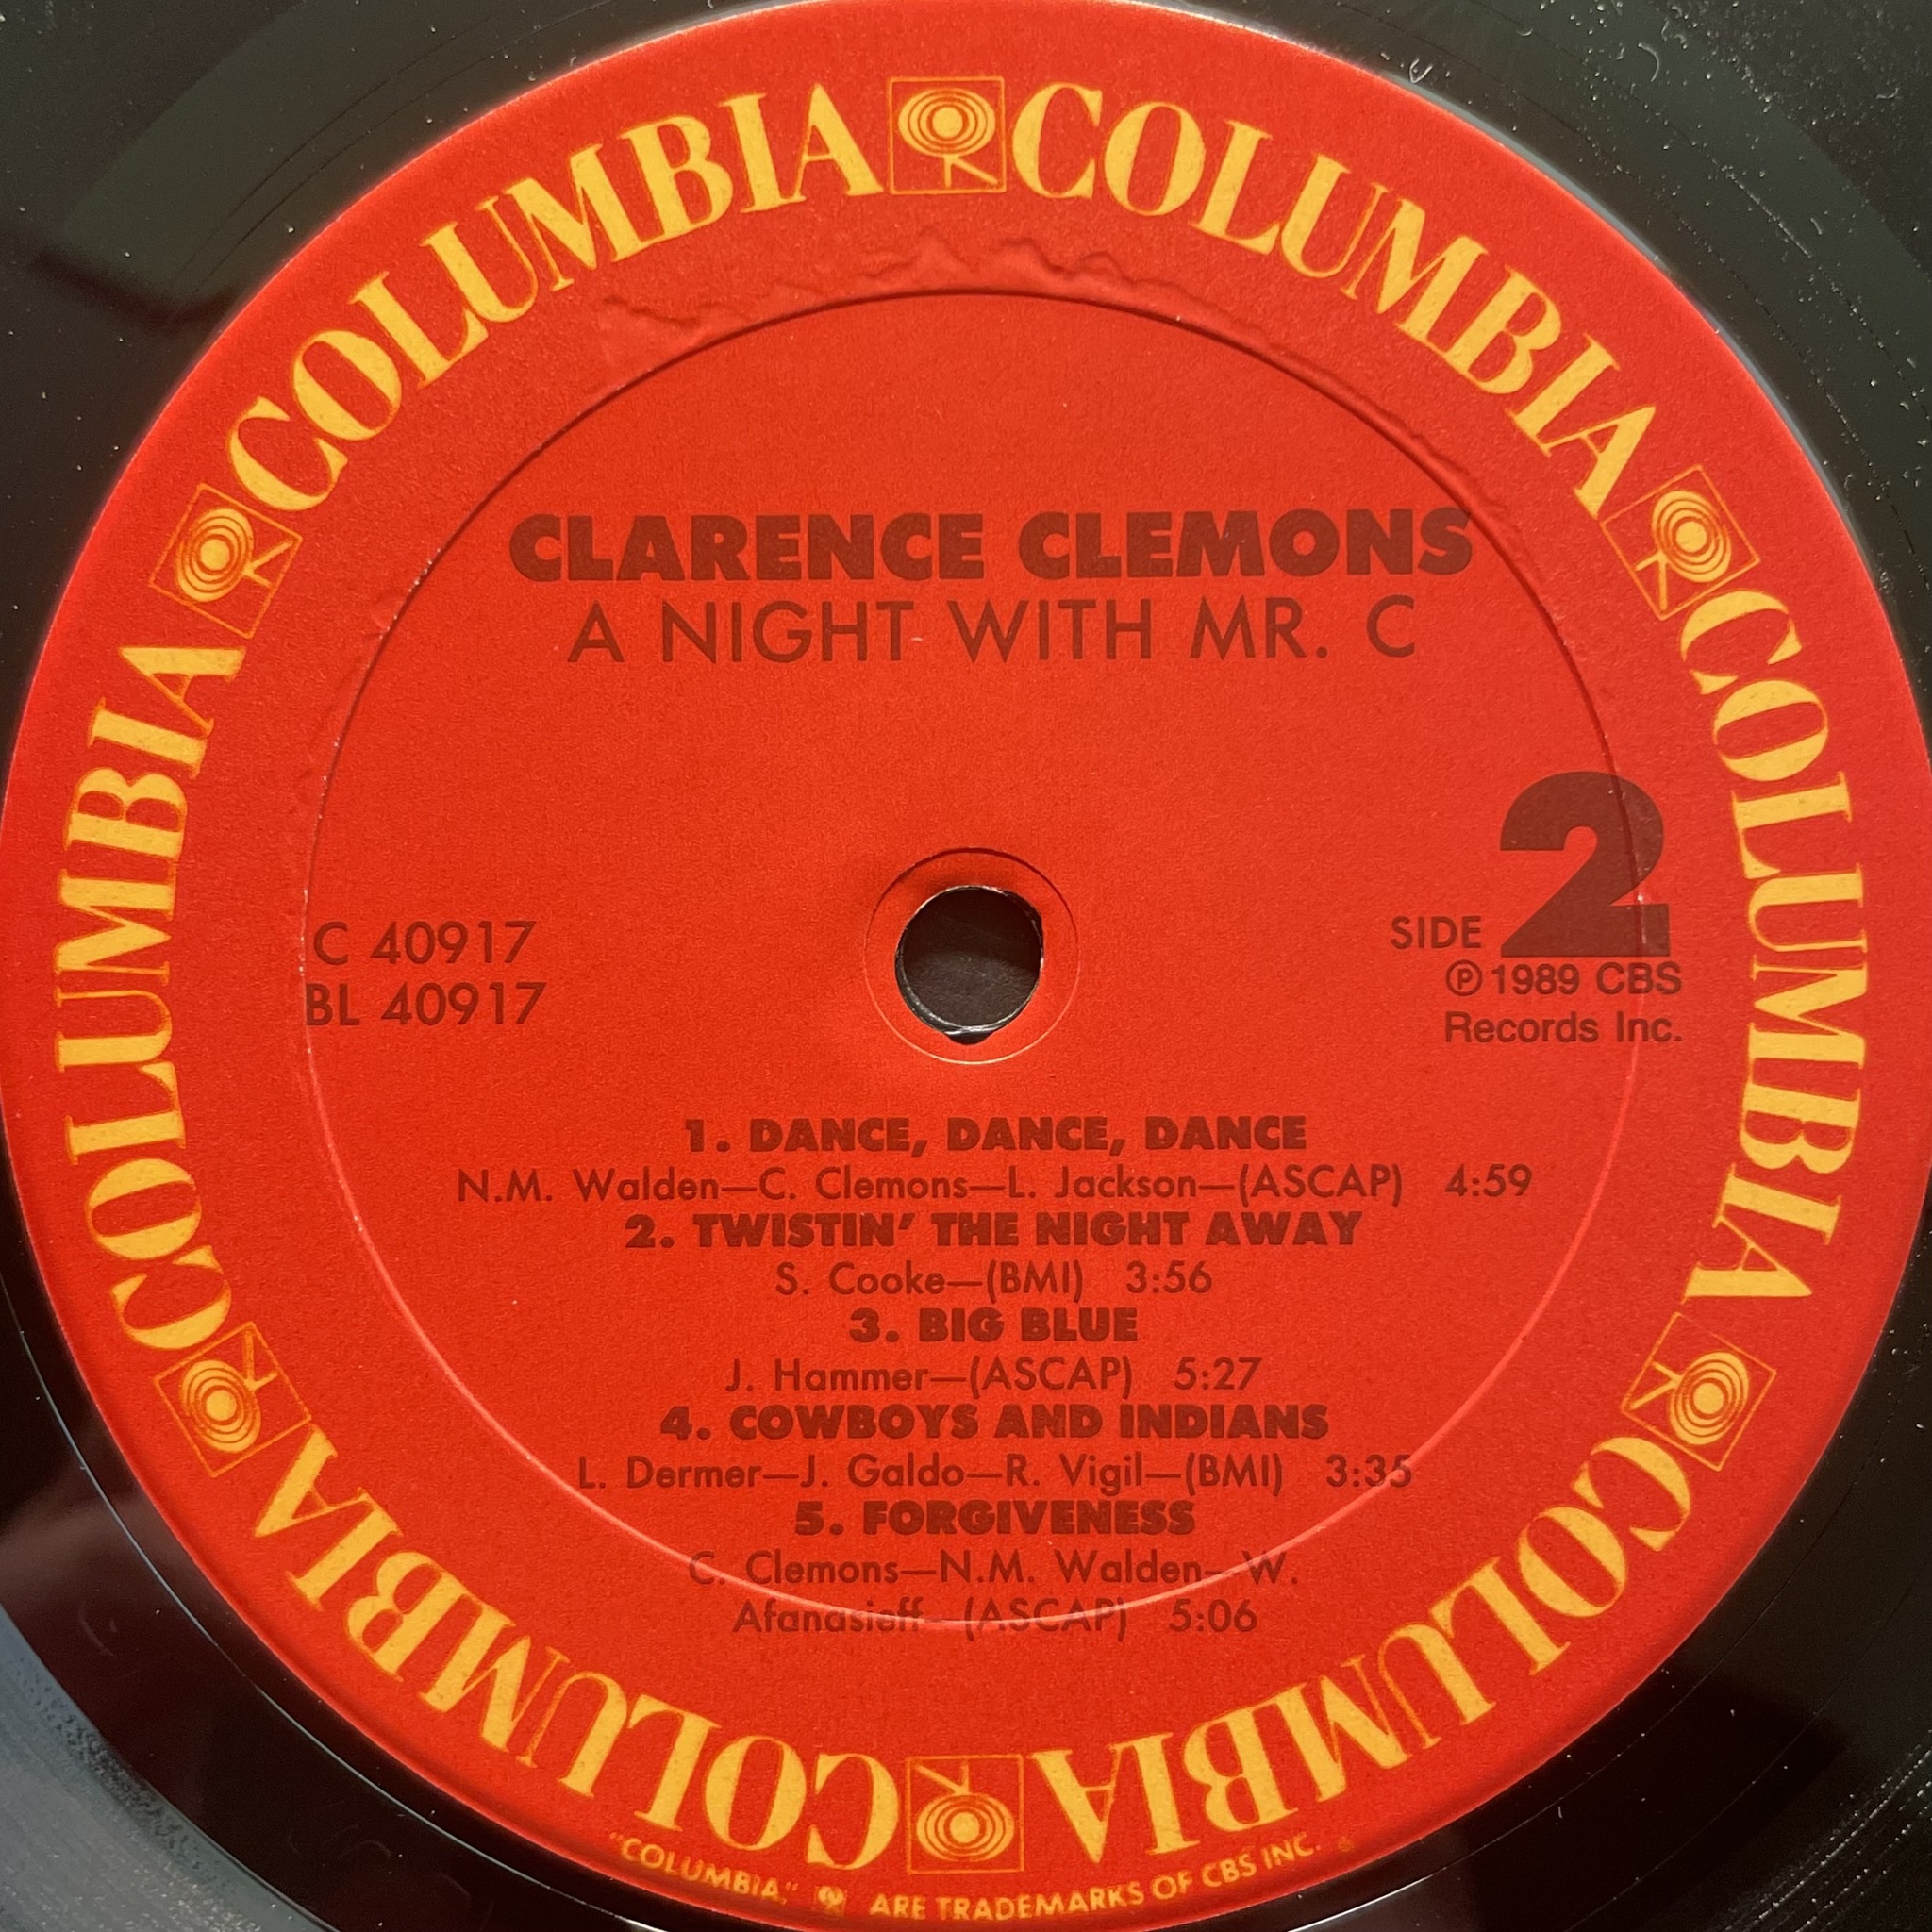 COLUMBIA COLUMBIA COLUMBIA COLUMBIA COLUMBIA COLUMBIA
CLARENCE CLEMONS
A NIGHT WITH MR. C
C 40917
BL 40917
SIDE 2
Ⓟ 1989 CBS
Records Inc.
1. DANCE, DANCE, DANCE
N.M. Walden—C. Clemons—L. Jackson—(ASCAP) 4:59
2. TWISTIN' THE NIGHT AWAY
S. Cooke—(BMI) 3:56
3. BIG BLUE
J. Hammer—(ASCAP) 5:27
4. COWBOYS AND INDIANS
L. Dermer—J. Galdo—R. Vigil—(BMI) 3:35
5. FORGIVENESS
C. Clemons—N.M. Walden—W.
Afanasieff—(ASCAP) 5:06
"COLUMBIA," ARE TRADEMARKS OF CBS INC.